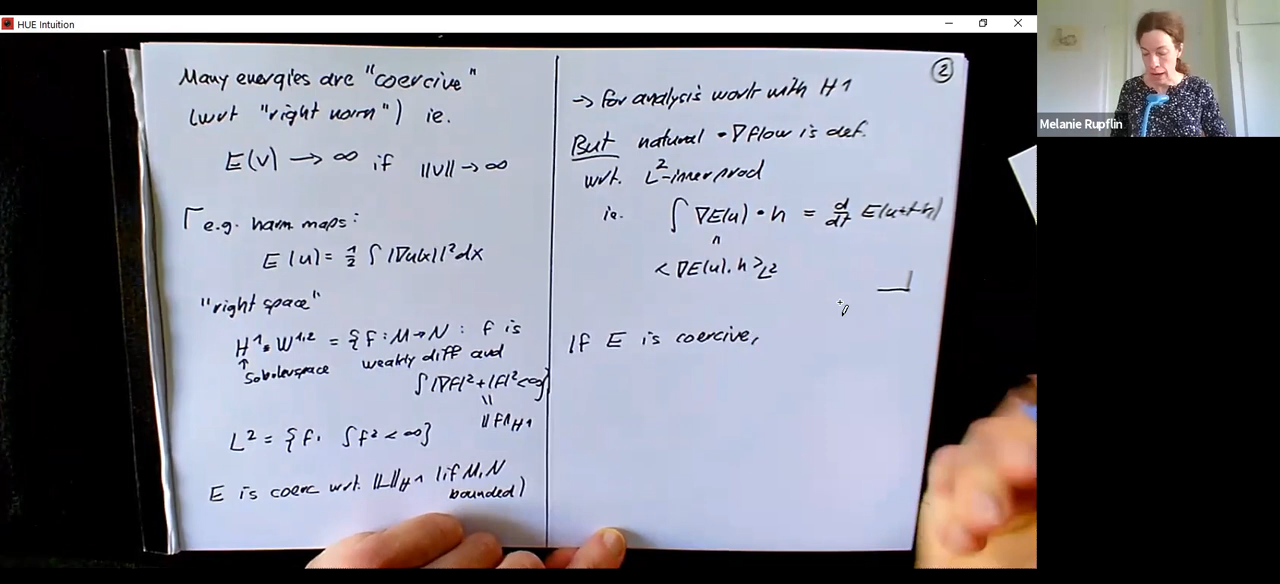 HUE Intuition
Many energies are "coercive"
(wrt "right norm") ie.
E(v) → ∞ if ||v|| → ∞
e.g. harm maps:
E(u) = 1/2 ∫ |∇u(x)|² dx
"right space"
H¹ = W^{1,2} = {f: M → N : f is
↑ weakly diff and
Sobolevspace
∫ |∇f|² + |f|² < ∞}
||
||f||_{H¹}
L² = {f. ∫ f² < ∞}
E is coerc wrt. || ||_{H¹} (if M, N
bounded)
②
→ For analysis work with H¹
But natural ∇flow is def.
wrt. L²-inner prod
ie. ∫ ∇E(u) · h = d/dt E(u+th)
||
<∇E(u), h>_{L²}
If E is coercive,
Melanie Rupflin